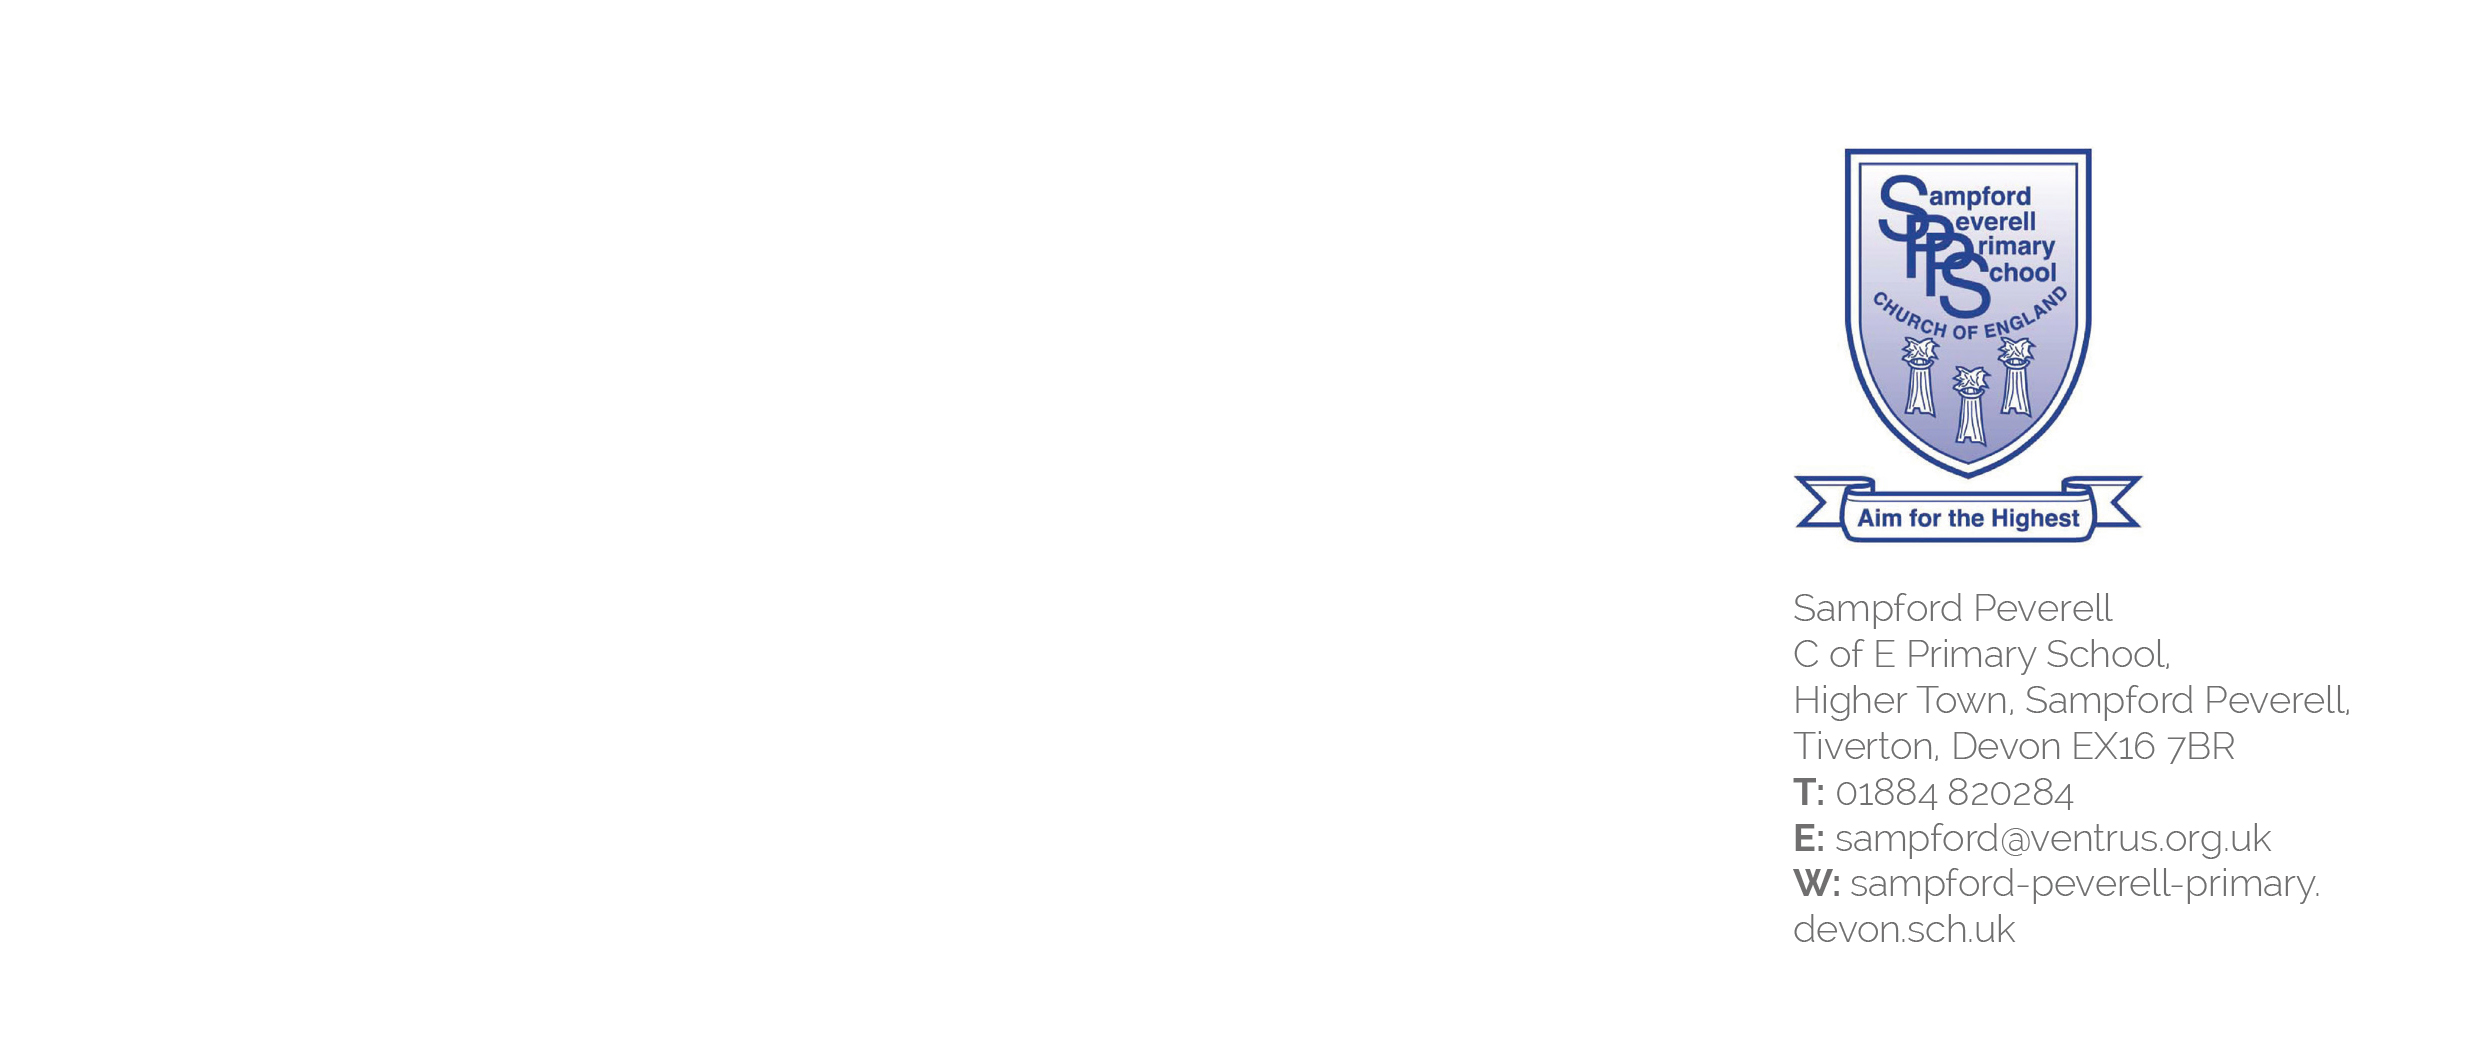 Sampford
Peverell
Primary
School
CHURCH OF ENGLAND
Aim for the Highest
Sampford Peverell
C of E Primary School,
Higher Town, Sampford Peverell,
Tiverton, Devon EX16 7BR
T: 01884 820284
E: sampford@ventrus.org.uk
W: sampford-peverell-primary.
devon.sch.uk